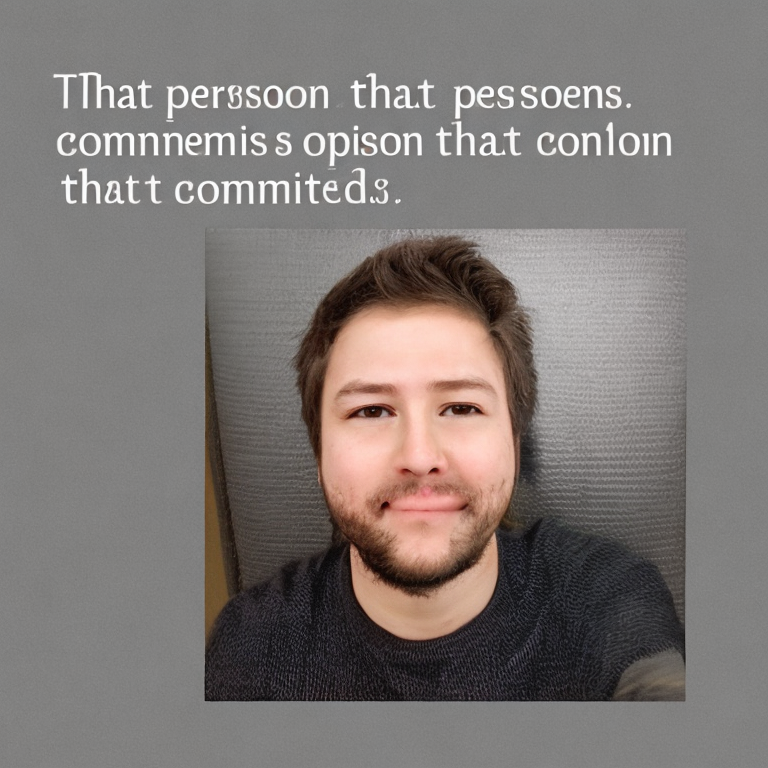 That perssoon that pessoens.
comnnemis s opison that conloin
thatt commiteds.